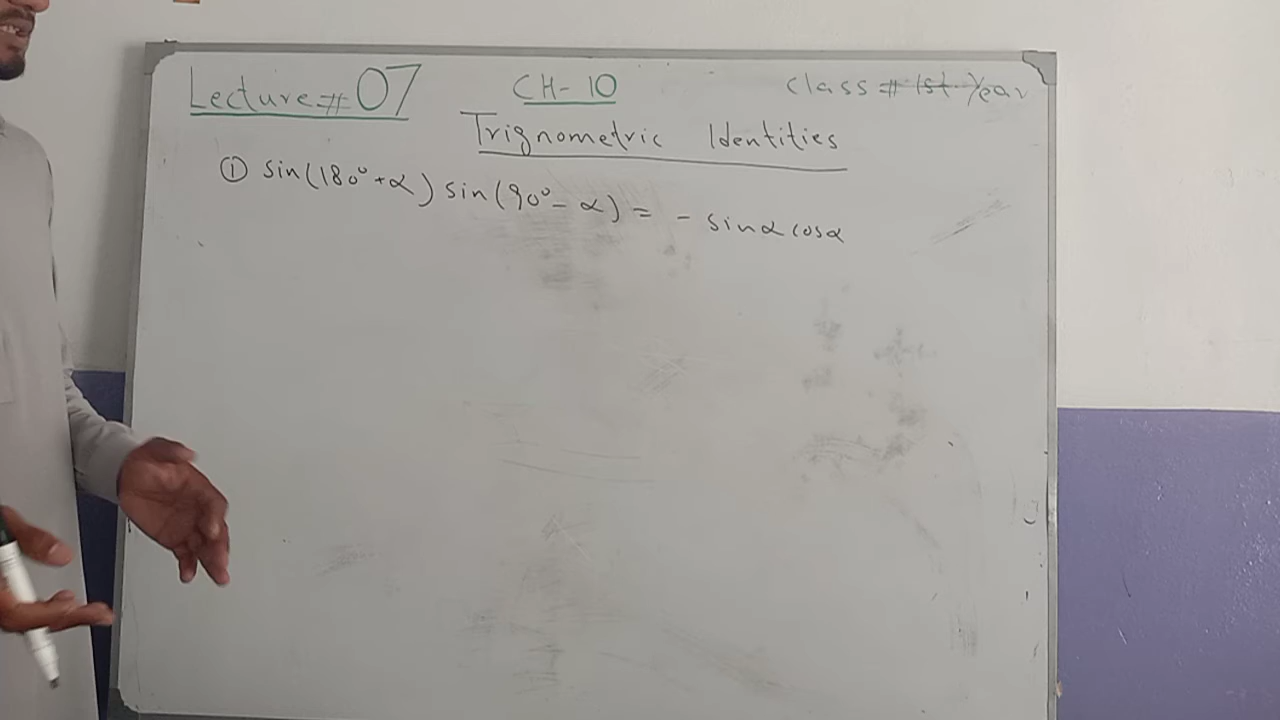 Lecture # 07 CH- 10 Class # 1st Year
Trignometric Identities
① sin(180°+α) sin(90°- α) = - sinα cosα